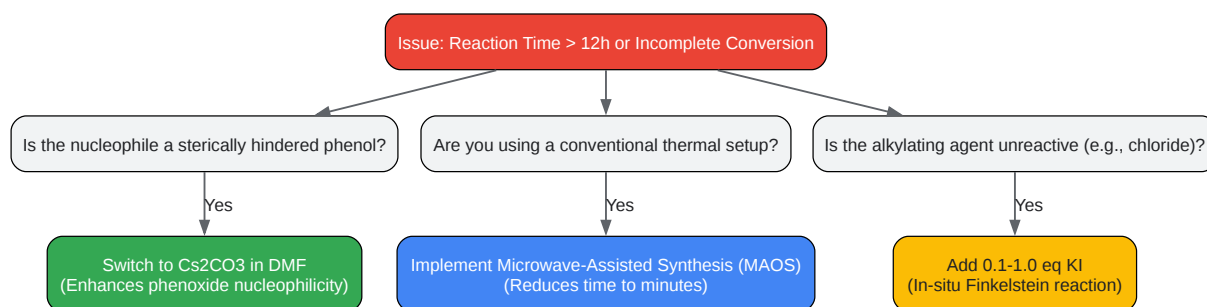 Issue: Reaction Time > 12h or Incomplete Conversion
Is the nucleophile a sterically hindered phenol?
Are you using a conventional thermal setup?
Is the alkylating agent unreactive (e.g., chloride)?
Yes
Yes
Yes
Switch to Cs2CO3 in DMF
(Enhances phenoxide nucleophilicity)
Implement Microwave-Assisted Synthesis (MAOS)
(Reduces time to minutes)
Add 0.1-1.0 eq KI
(In-situ Finkelstein reaction)